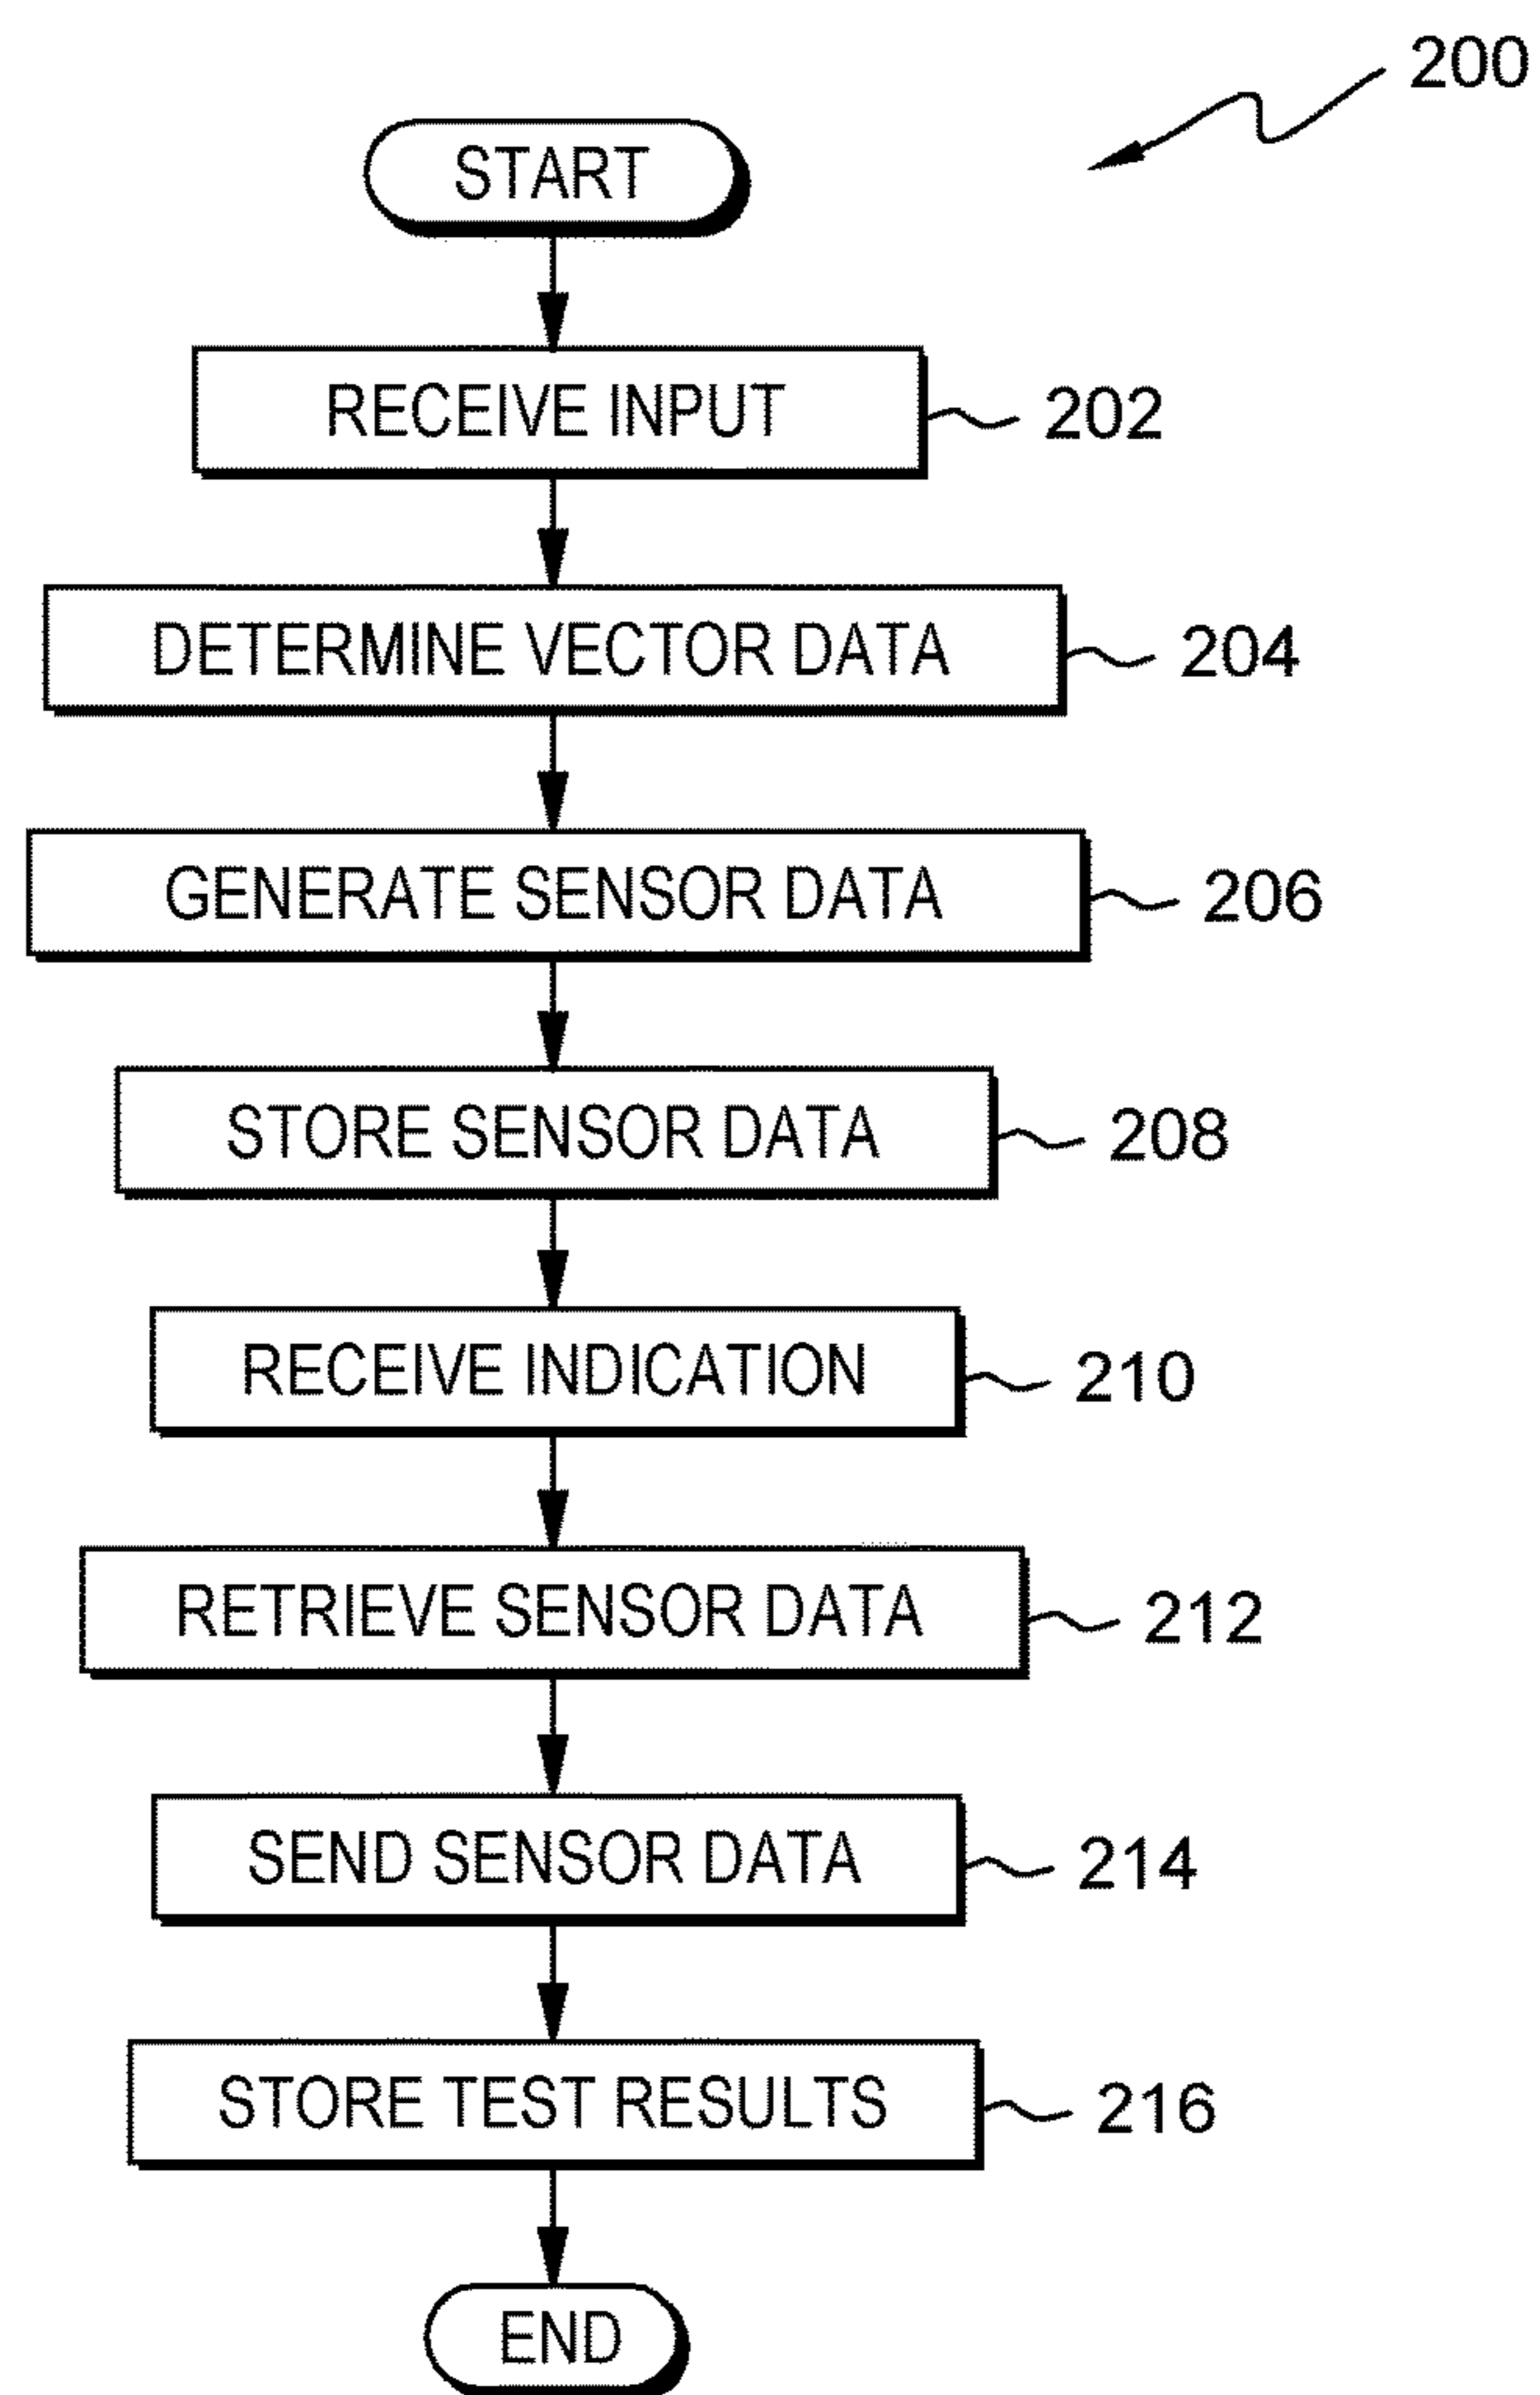 200
START
RECEIVE INPUT 202
DETERMINE VECTOR DATA 204
GENERATE SENSOR DATA 206
STORE SENSOR DATA 208
RECEIVE INDICATION 210
RETRIEVE SENSOR DATA 212
SEND SENSOR DATA 214
STORE TEST RESULTS 216
END